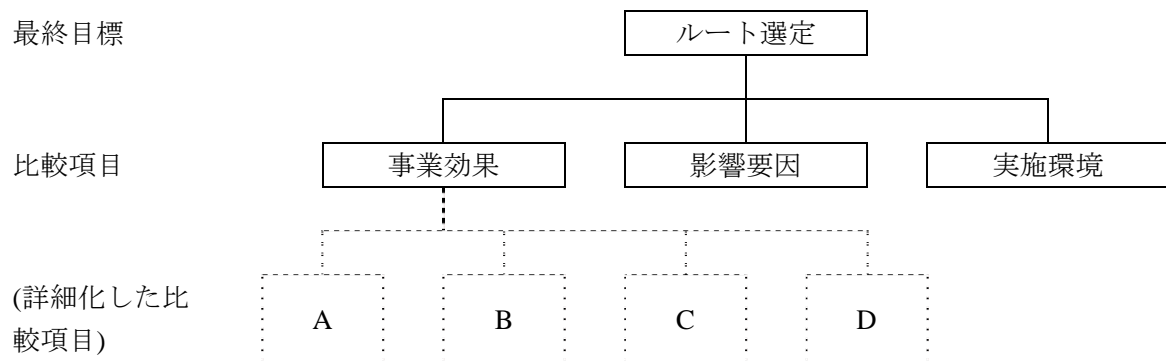 最終目標
ルート選定
比較項目
事業効果
影響要因
実施環境
(詳細化した比
較項目)
A
B
C
D